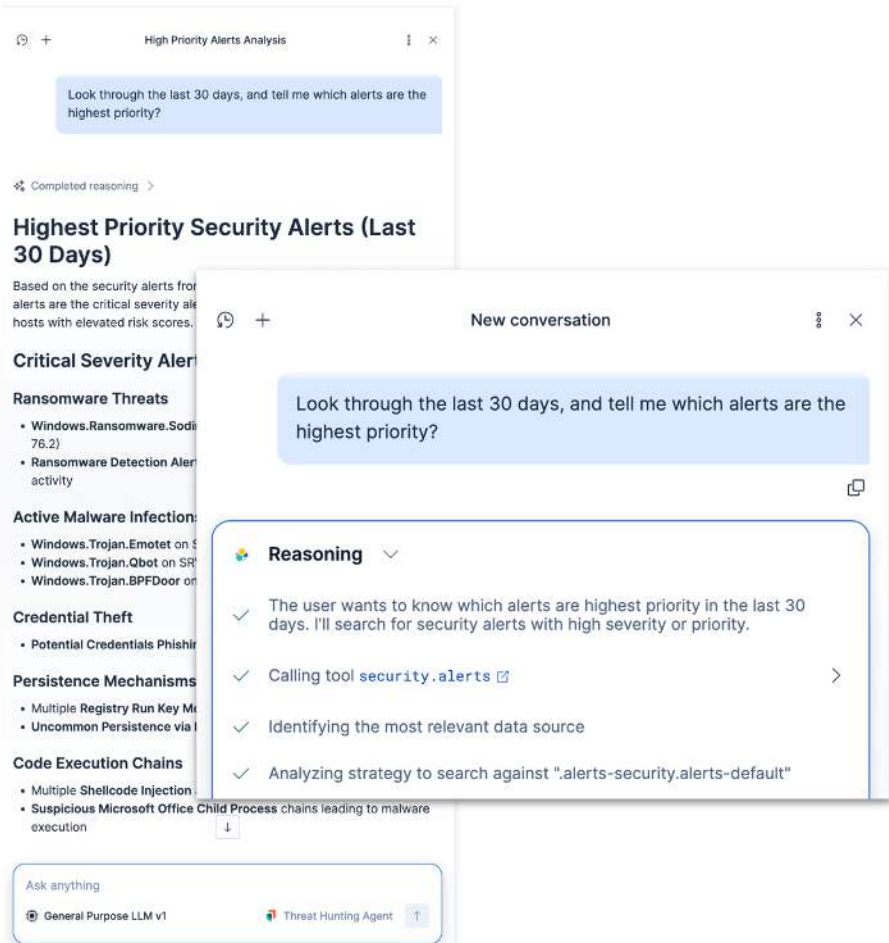 High Priority Alerts Analysis
Look through the last 30 days, and tell me which alerts are the
highest priority?
Completed reasoning
Highest Priority Security Alerts (Last
30 Days)
Based on the security alerts
alerts are the critical severity
hosts with elevated risk scores.
Critical Severity
Ransomware Threats
• Windows.Ransomware.
76.2)
• Ransomware Detection
activity
Active Malware
• Windows.Trojan.Emotet on
• Windows.Trojan.Qbot on
• Windows.Trojan.BPFDoor on
Credential Theft
• Potential Credentials
Persistence Mechanisms
• Multiple Registry Run Key
• Uncommon Persistence via
Code Execution Chains
• Multiple Shellcode Injection
• Suspicious Microsoft Office Child Process chains leading to malware
execution
Ask anything
General Purpose LLM v1
Threat Hunting Agent
New conversation
Look through the last 30 days, and tell me which alerts are the
highest priority?
Reasoning
The user wants to know which alerts are highest priority in the last 30
days. I'll search for security alerts with high severity or priority.
Calling tool security.alerts
Identifying the most relevant data source
Analyzing strategy to search against ".alerts-security.alerts-default"